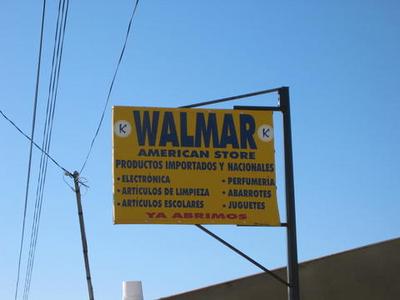 K WALMAR K
AMERICAN STORE
PRODUCTOS IMPORTADOS Y NACIONALES
• ELECTRÓNICA • PERFUMERIA
• ARTICULOS DE LIMPIEZA • ABARROTES
• ARTICULOS ESCOLARES • JUGUETES
YA ABRIMOS